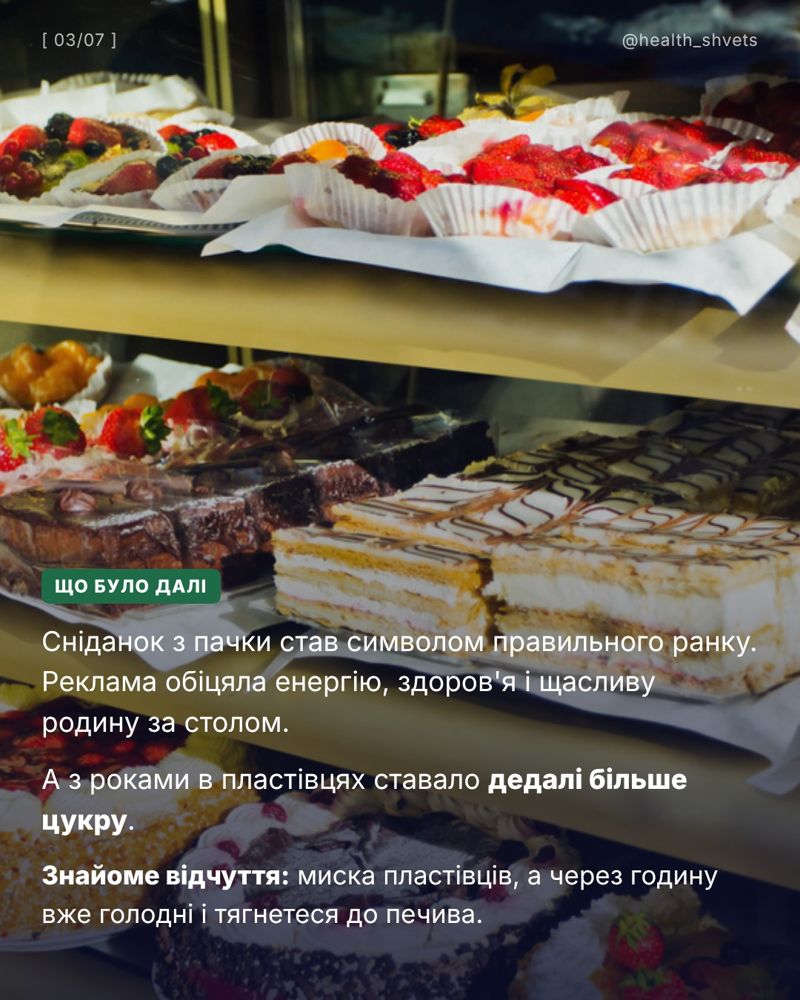 [ 03/07 ]
@health_shvets
ЩО БУЛО ДАЛІ
Сніданок з пачки став символом правильного ранку.
Реклама обіцяла енергію, здоров'я і щасливу
родину за столом.
А з роками в пластівцях ставало дедалі більше
цукру.
Знайоме відчуття: миска пластівців, а через годину
вже голодні і тягнетеся до печива.